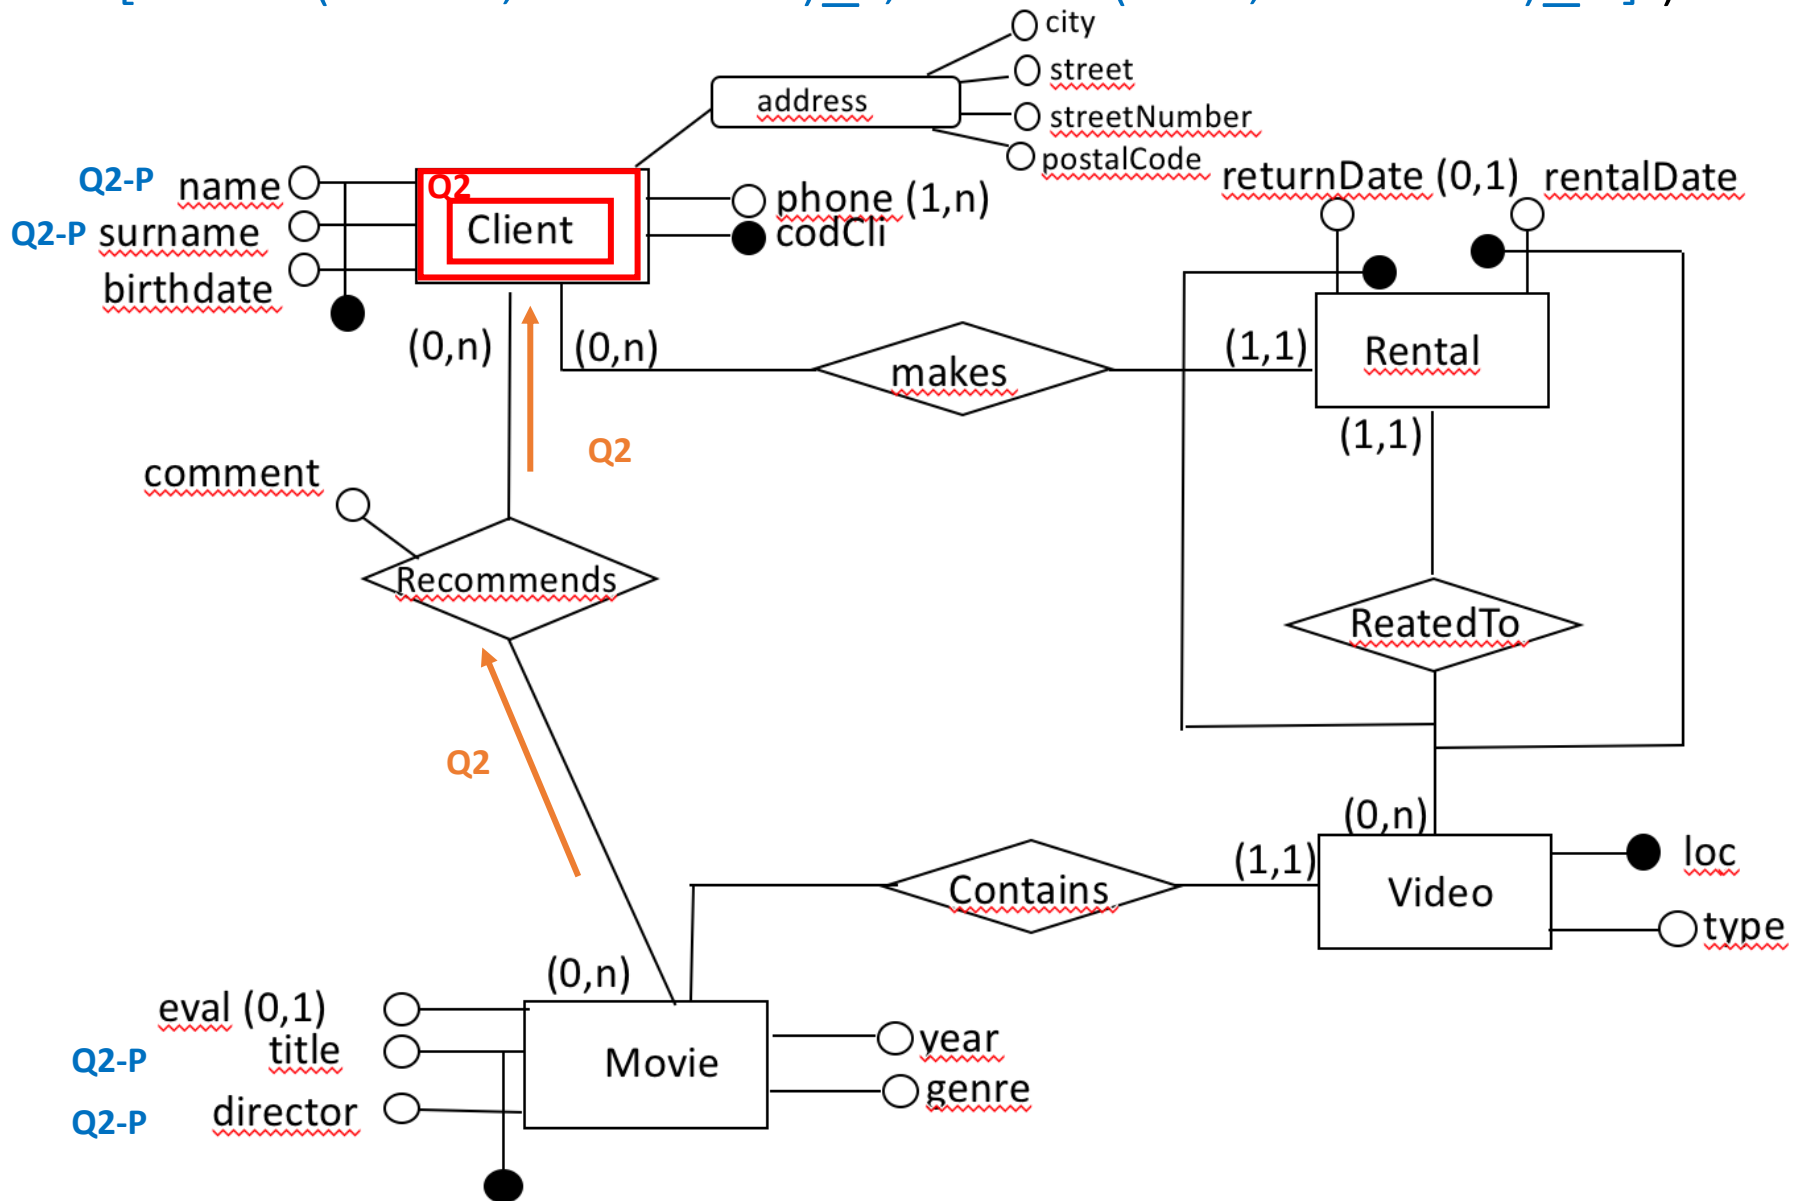 city
street
address
streetNumber
postalCode
Q2-P name
Q2
phone (1,n)
returnDate (0,1) rentalDate
Q2-P surname
Client
codCli
birthdate
(0,n)
(0,n)
makes
(1,1)
Rental
(1,1)
Q2
comment
Recommends
ReatedTo
Q2
(0,n)
(1,1)
Contains
Video
loc
type
(0,n)
eval (0,1)
Q2-P title
Movie
year
genre
Q2-P director